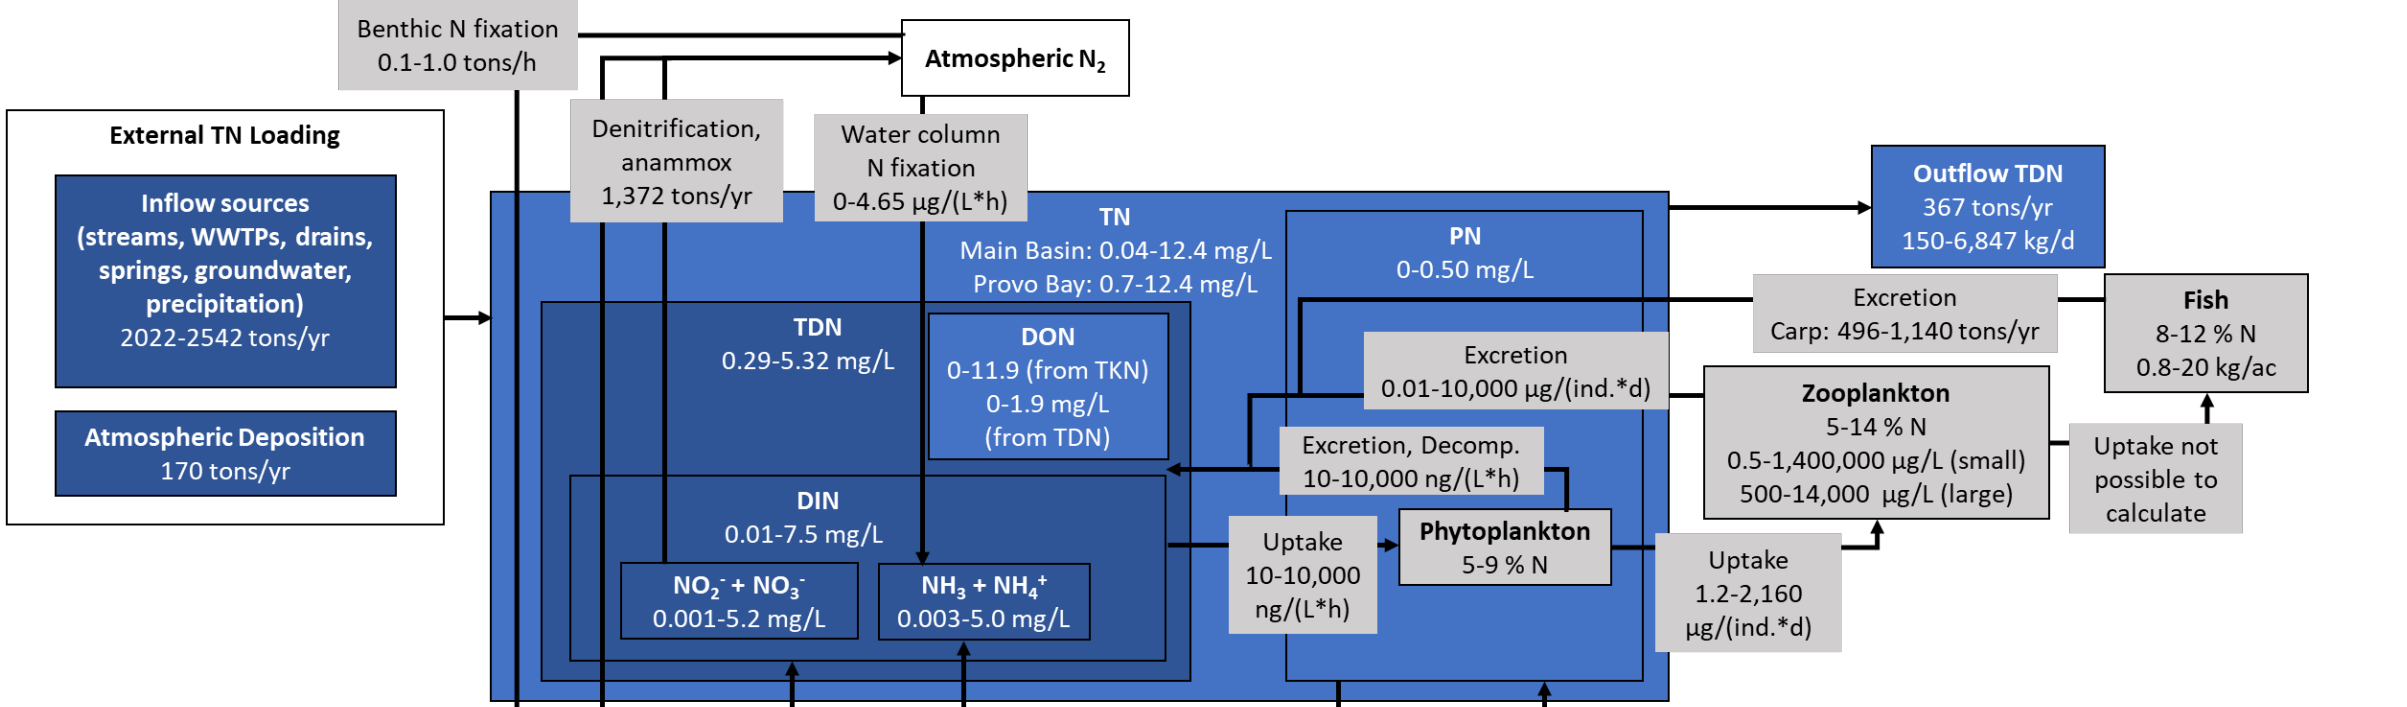 Benthic N fixation
0.1-1.0 tons/h
Atmospheric N₂
External TN Loading
Inflow sources
(streams, WWTPs, drains,
springs, groundwater,
precipitation)
2022-2542 tons/yr
Atmospheric Deposition
170 tons/yr
Denitrification,
anammox
1,372 tons/yr
Water column
N fixation
0-4.65 µg/(L*h)
TN
Main Basin: 0.04-12.4 mg/L
Provo Bay: 0.7-12.4 mg/L
PN
0-0.50 mg/L
TDN
0.29-5.32 mg/L
DON
0-11.9 (from TKN)
0-1.9 mg/L
(from TDN)
DIN
0.01-7.5 mg/L
NO₂⁻ + NO₃⁻
0.001-5.2 mg/L
NH₃ + NH₄⁺
0.003-5.0 mg/L
Outflow TDN
367 tons/yr
150-6,847 kg/d
Excretion
Carp: 496-1,140 tons/yr
Fish
8-12 % N
0.8-20 kg/ac
Excretion
0.01-10,000 µg/(ind.*d)
Zooplankton
5-14 % N
0.5-1,400,000 µg/L (small)
500-14,000 µg/L (large)
Uptake not
possible to
calculate
Excretion, Decomp.
10-10,000 ng/(L*h)
Uptake
10-10,000
ng/(L*h)
Phytoplankton
5-9 % N
Uptake
1.2-2,160
µg/(ind.*d)